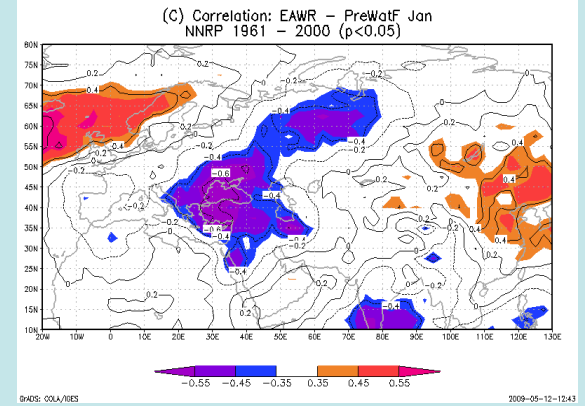 (C) Correlation: EAWR - PreWatF Jan
NNRP 1961 - 2000 (p<0.05)
80N
75N
70N
65N
60N
55N
50N
45N
40N
35N
30N
25N
20N
15N
10N
20W 10W 0 10E 20E 30E 40E 50E 60E 70E 80E 90E 100E 110E 120E 130E
-0.55 -0.45 -0.35 0.35 0.45 0.55
GrADS: COLA/IGES
2009-05-12-12:43